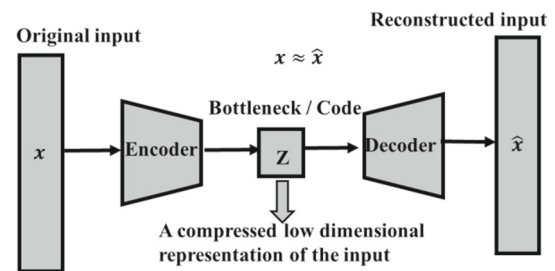 Original input
Reconstructed input
x ≈ x̂
Bottleneck / Code
x
Encoder
Z
Decoder
x̂
A compressed low dimensional
representation of the input